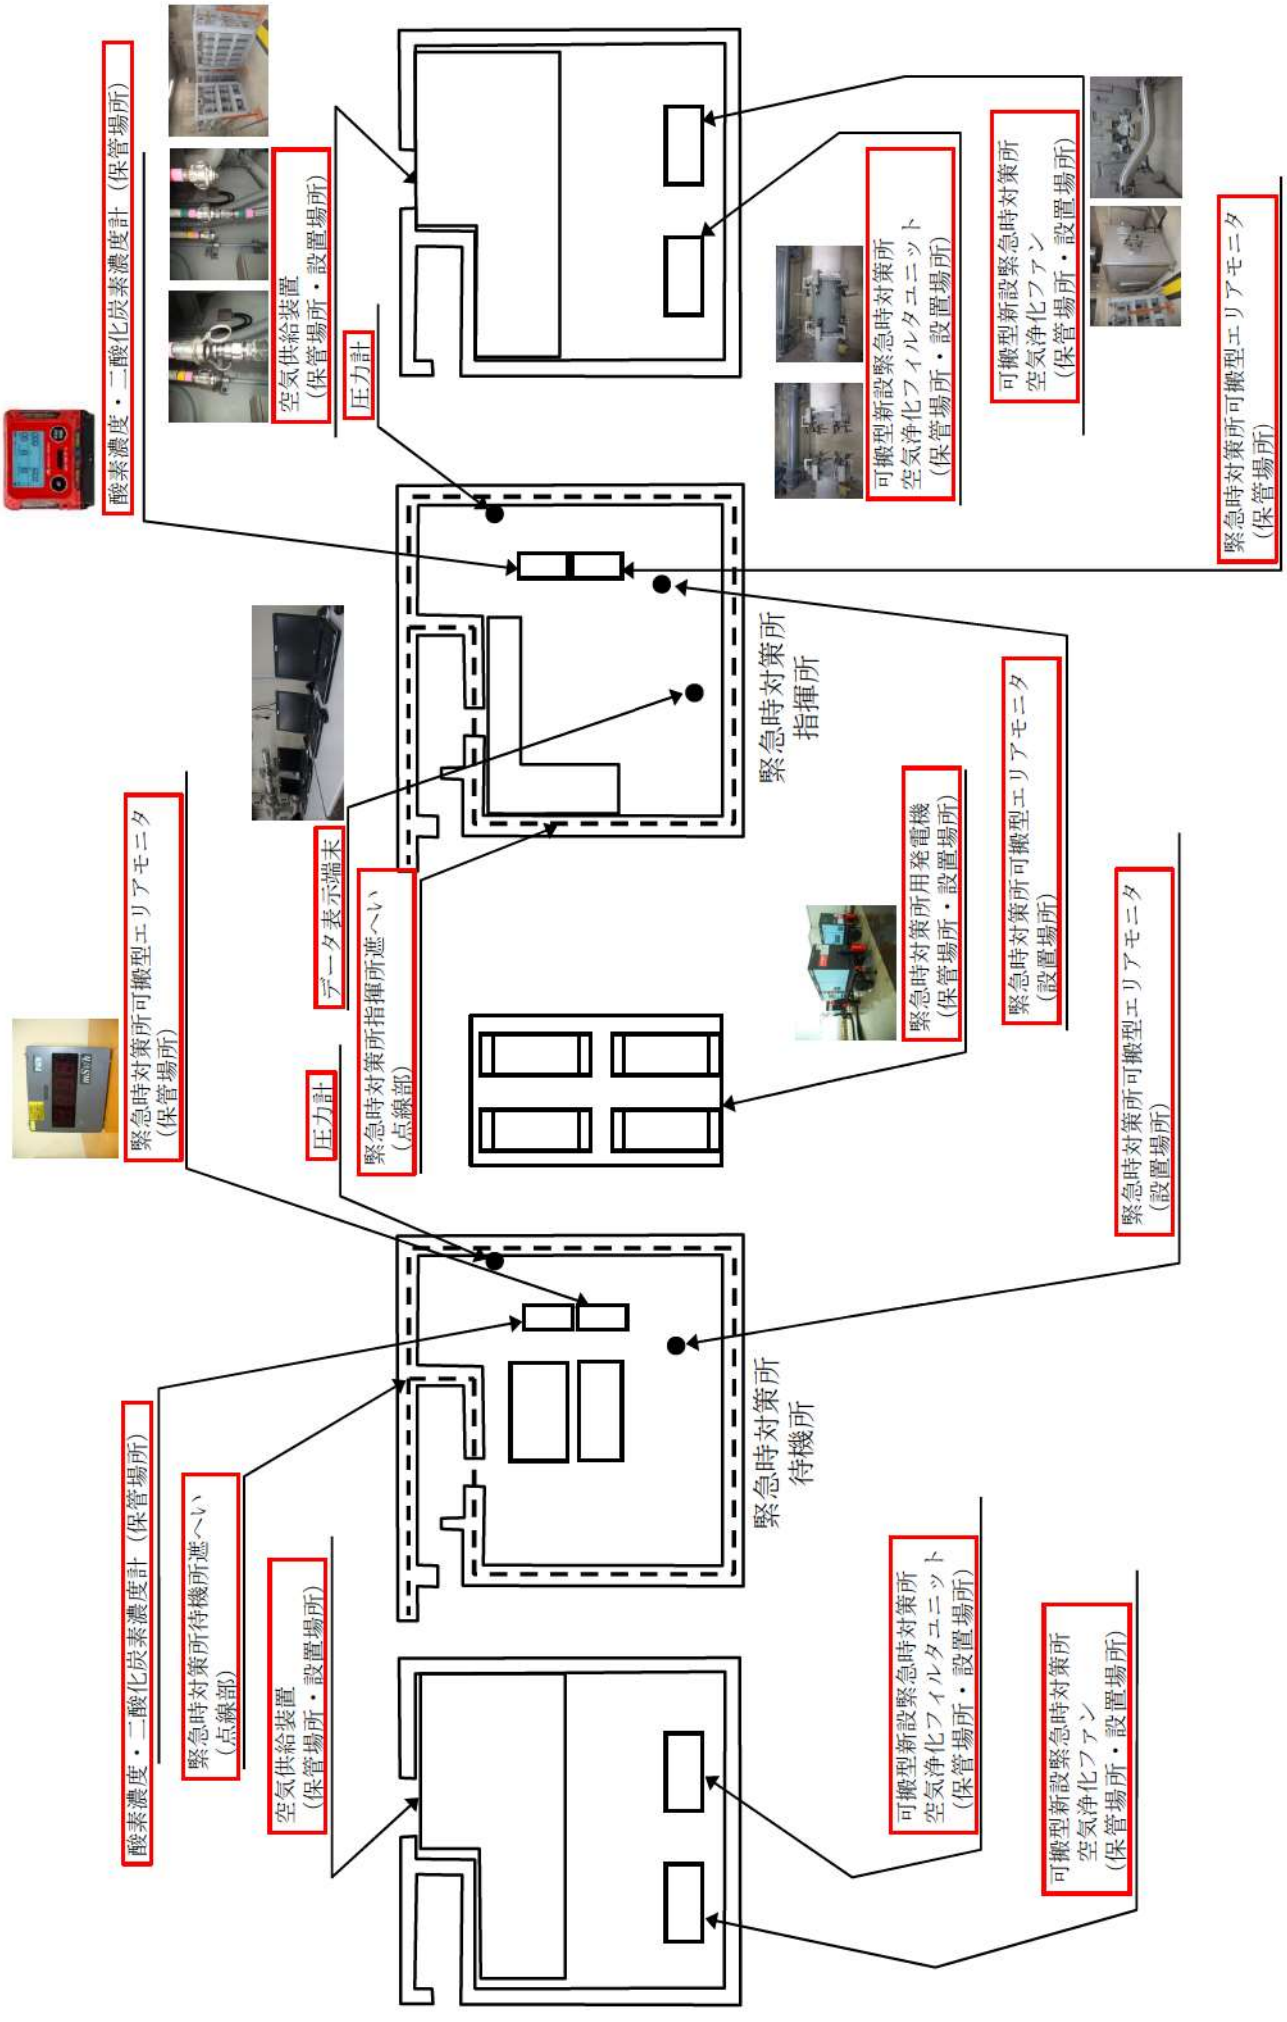 酸素濃度・二酸化炭素濃度計（保管場所）
緊急時対策所待機所遮へい
(点線部)
空気供給装置
(保管場所・設置場所)
緊急時対策所可搬型エリアモニタ
(保管場所)
圧力計
緊急時対策所指揮所遮へい
(点線部)
データ表示端末
酸素濃度・二酸化炭素濃度計（保管場所）
空気供給装置
(保管場所・設置場所)
圧力計
緊急時対策所
待機所
緊急時対策所
指揮所
可搬型新設緊急時対策所
空気浄化フィルタユニット
(保管場所・設置場所)
可搬型新設緊急時対策所
空気浄化ファン
(保管場所・設置場所)
緊急時対策所可搬型エリアモニタ
(設置場所)
緊急時対策所用発電機
(保管場所・設置場所)
緊急時対策所可搬型エリアモニタ
(設置場所)
可搬型新設緊急時対策所
空気浄化フィルタユニット
(保管場所・設置場所)
可搬型新設緊急時対策所
空気浄化ファン
(保管場所・設置場所)
緊急時対策所可搬型エリアモニタ
(保管場所)